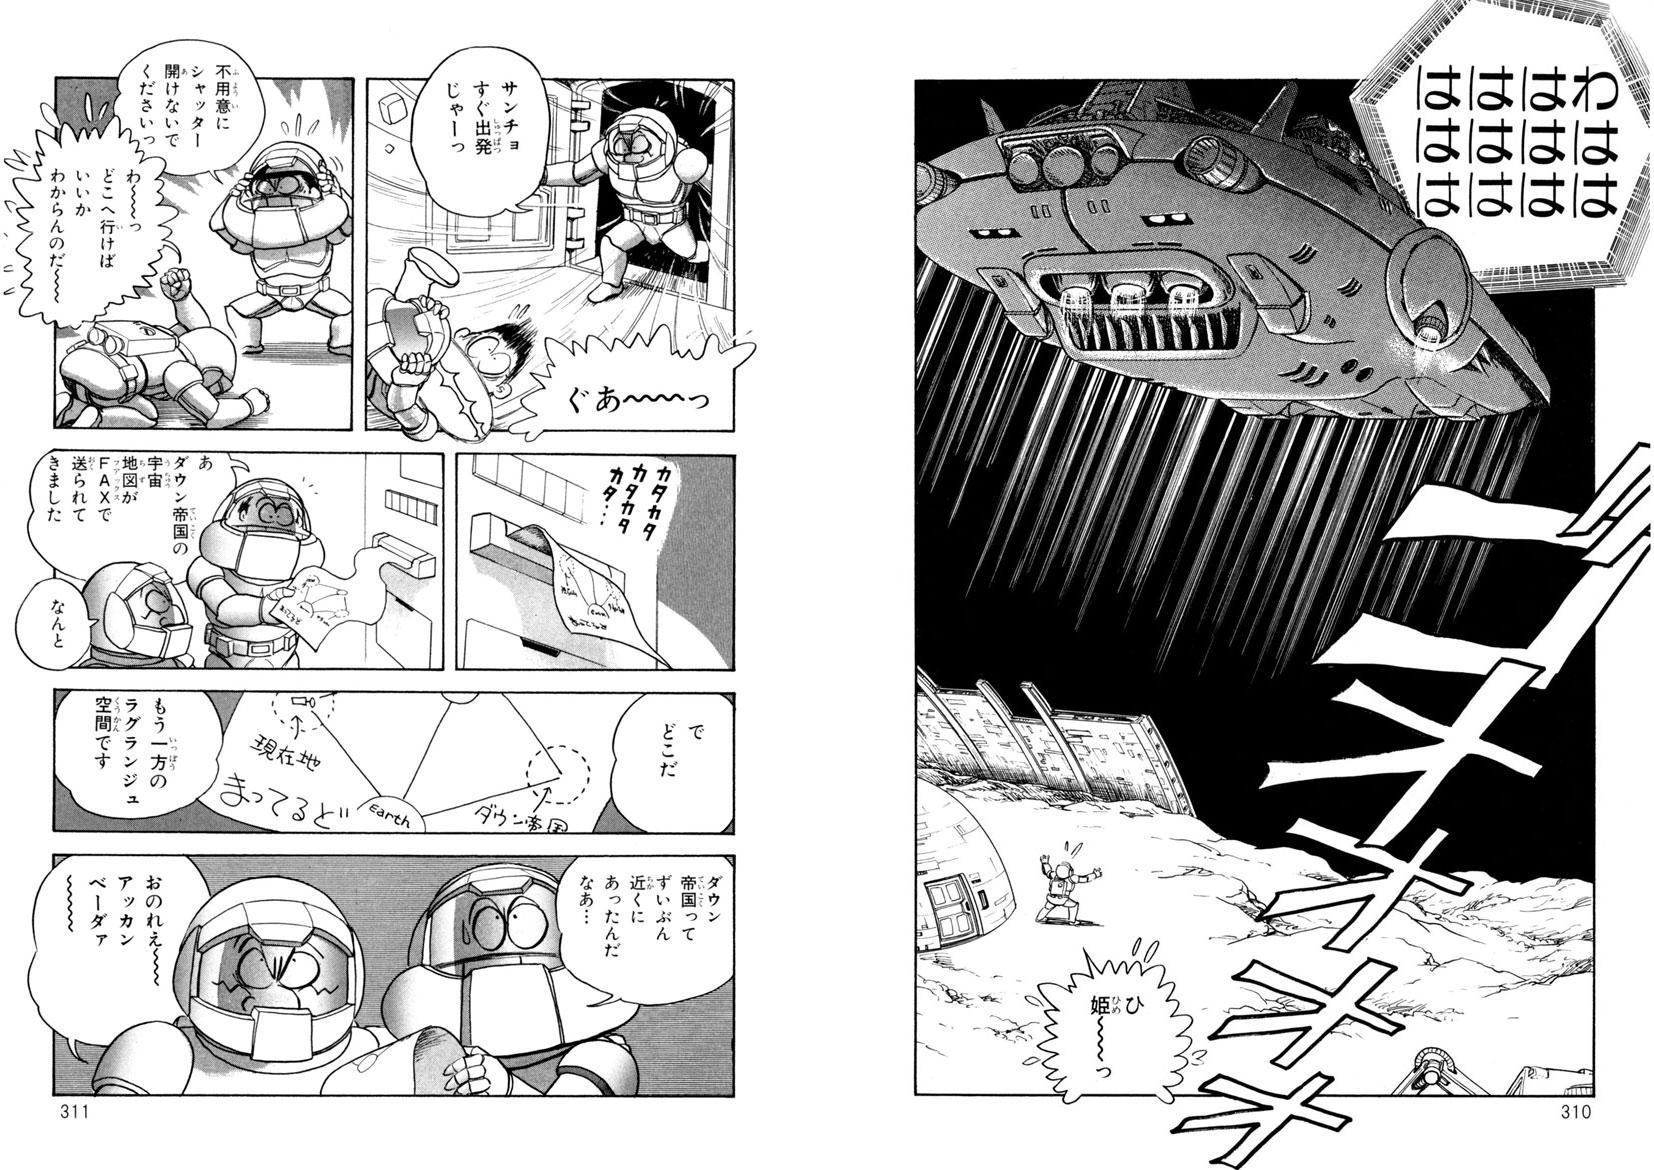 わははは
ははは
ははは
ははは
ゴゴオオオオ
ひ
姫〜〜〜っ
310
サンチョ
すぐ出発
じゃーっ
ぐあ〜〜〜っ
不用意に
シャッター
開けないで
くださいっ
わ〜〜っ
どこへ行けば
いいか
わからんのだ〜〜〜
カタカタ
カタカタ
カタ…
Earth
まってるど
あ
ダウン帝国の
宇宙
地図が
FAXで
送られて
きました
なんと
で
どこだ
現在地
まってるど
Earth
ダウン帝国
もう一方の
ラグランジュ
空間です
ダウン
帝国って
ずいぶん
近くに
あったんだ
なあ…
おのれえ〜〜
アッカン
ベーダァ
〜〜〜
311